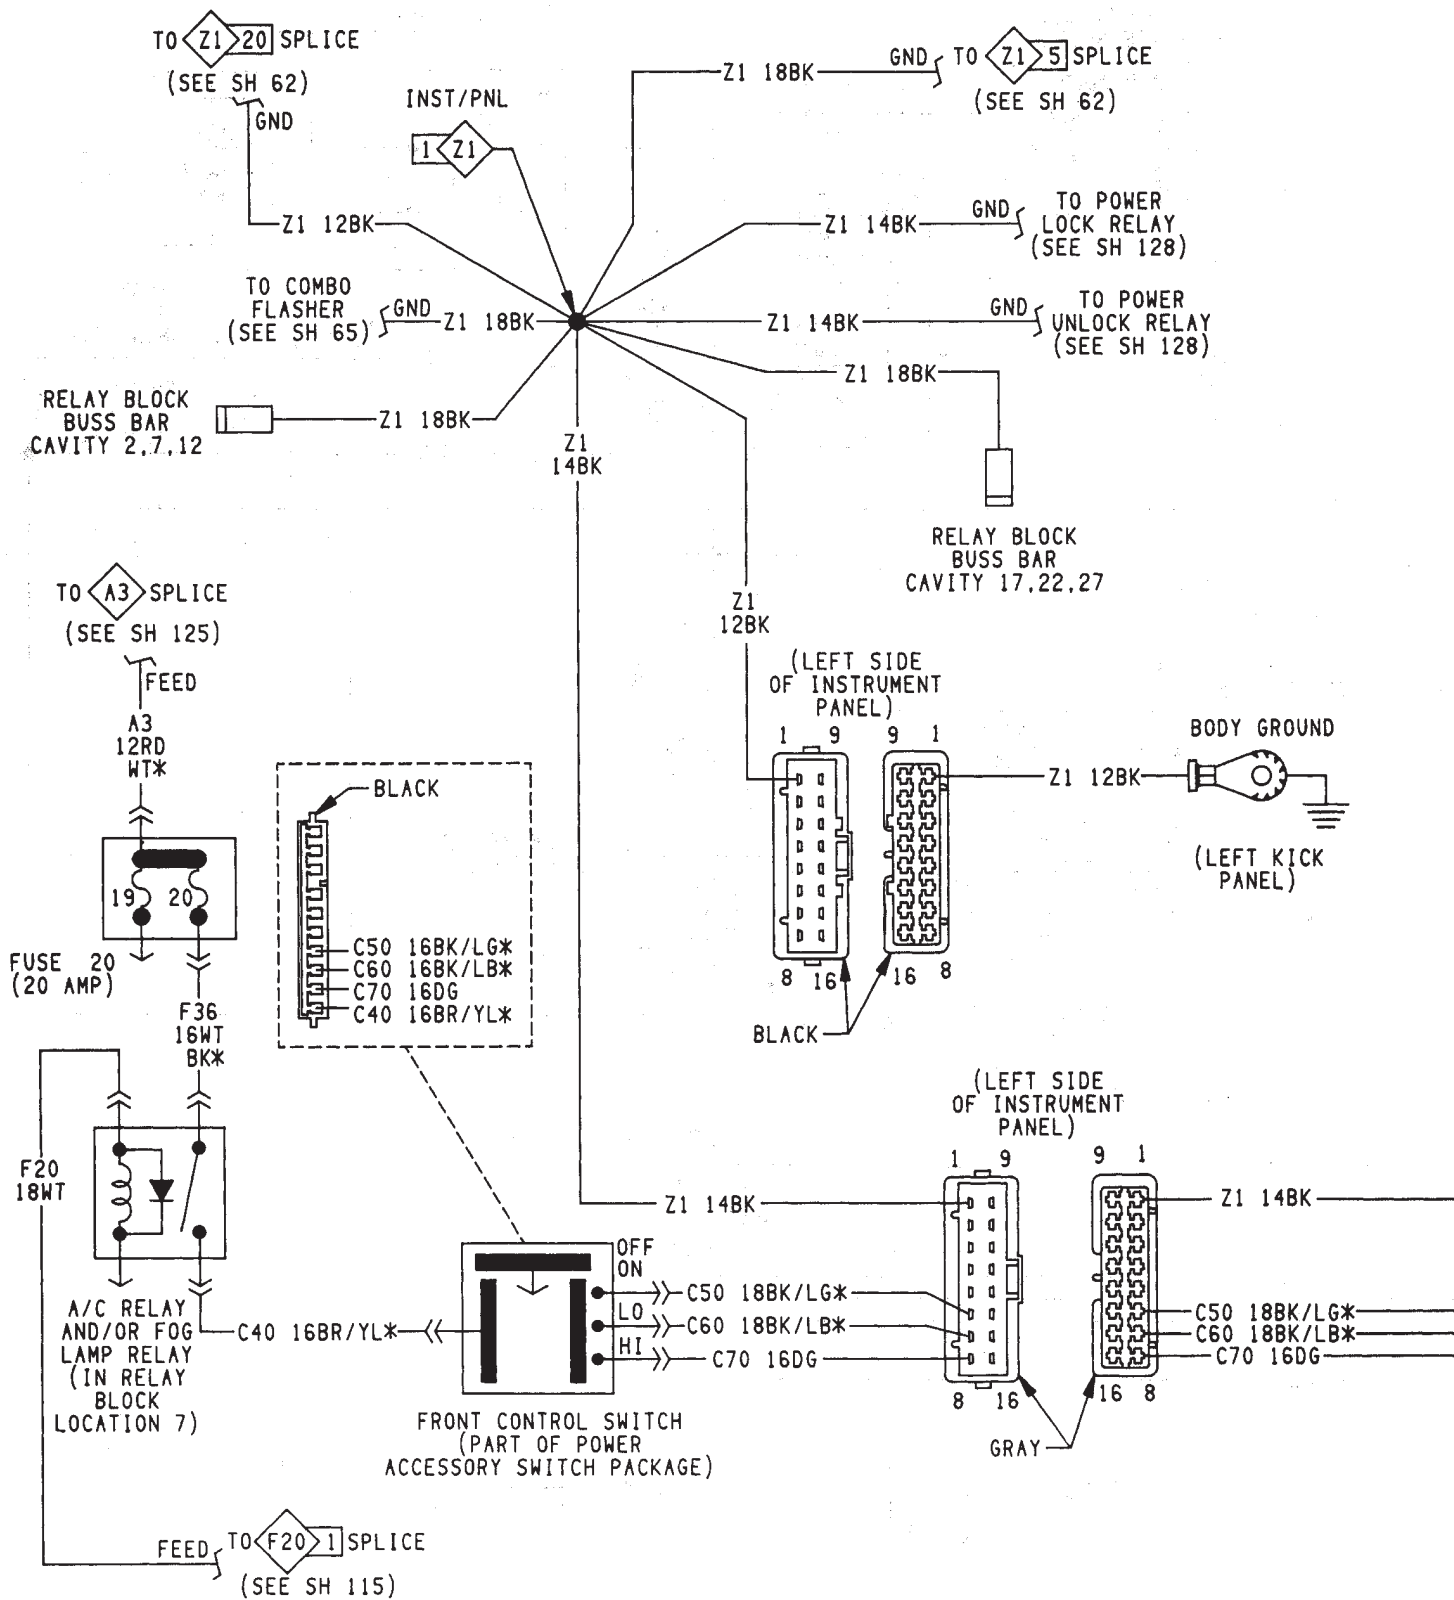 TO Z1 20 SPLICE
(SEE SH 62)
GND
INST/PNL
1 Z1
Z1 18BK
GND TO Z1 5 SPLICE
(SEE SH 62)
Z1 12BK
Z1 14BK
GND
TO POWER
LOCK RELAY
(SEE SH 128)
TO COMBO
FLASHER
(SEE SH 65)
GND
Z1 18BK
Z1 14BK
GND
TO POWER
UNLOCK RELAY
(SEE SH 128)
Z1 18BK
RELAY BLOCK
BUSS BAR
CAVITY 2,7,12
Z1 18BK
Z1
14BK
RELAY BLOCK
BUSS BAR
CAVITY 17,22,27
TO A3 SPLICE
(SEE SH 125)
FEED
A3
12RD
WT*
Z1
12BK
(LEFT SIDE
OF INSTRUMENT
PANEL)
1 9 9 1
BODY GROUND
Z1 12BK
(LEFT KICK
PANEL)
8 16 16 8
BLACK
BLACK
C50 16BK/LG*
C60 16BK/LB*
C70 16DG
C40 16BR/YL*
19 20
FUSE 20
(20 AMP)
F36
16WT
BK*
F20
18WT
(LEFT SIDE
OF INSTRUMENT
PANEL)
1 9 9 1
Z1 14BK
Z1 14BK
OFF
ON
LO
HI
C50 18BK/LG*
C60 18BK/LB*
C70 16DG
C50 18BK/LG*
C60 18BK/LB*
C70 16DG
8 16 16 8
GRAY
A/C RELAY
AND/OR FOG
LAMP RELAY
(IN RELAY
BLOCK
LOCATION 7)
C40 16BR/YL*
FRONT CONTROL SWITCH
(PART OF POWER
ACCESSORY SWITCH PACKAGE)
FEED TO F20 1 SPLICE
(SEE SH 115)